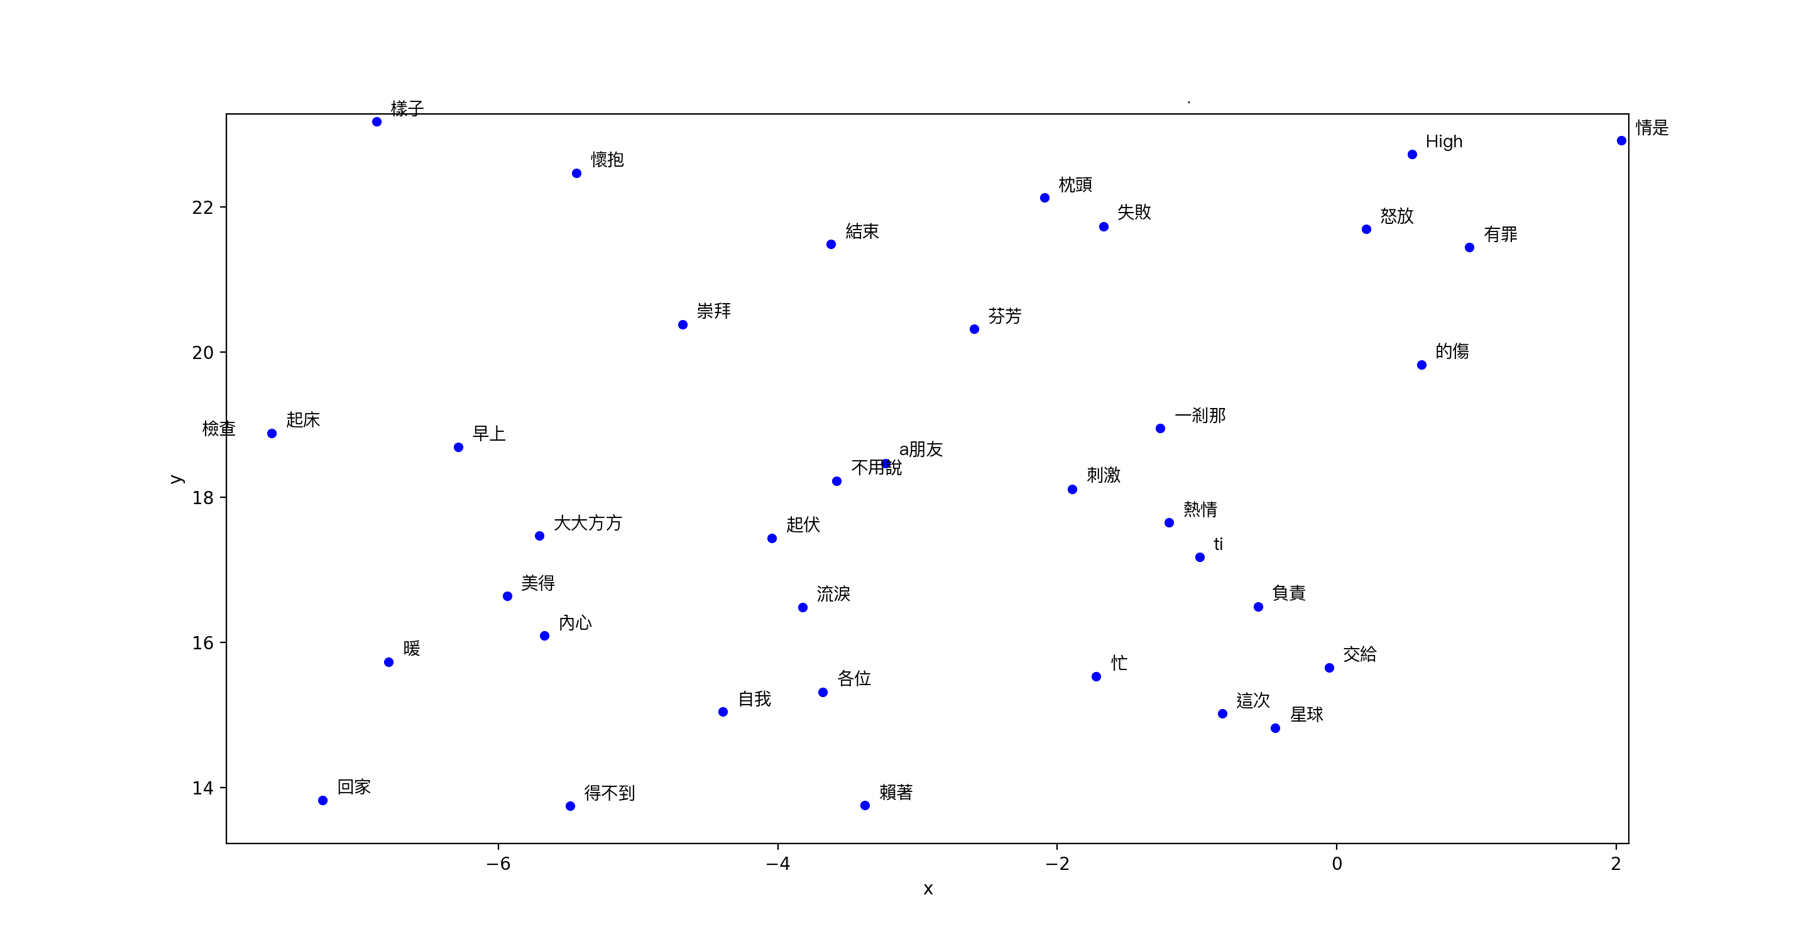 樣子
情是
High
懷抱
枕頭
22
失敗
怒放
結束
有罪
崇拜
芬芳
20
的傷
一剎那
起床
檢查
早上
a朋友
不用說
刺激
y
18
熱情
大大方方
起伏
ti
美得
流淚
負責
內心
16
暖
交給
忙
各位
自我
這次
星球
14
回家
得不到
賴著
−6 −4 −2 0 2
x